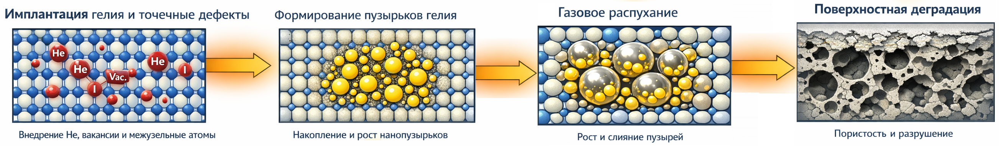 Имплантация гелия и точечные дефекты
Формирование пузырьков гелия
Газовое распухание
Поверхностная деградация
He
He
He
I
Vac.
I
Внедрение He, вакансии и межузельные атомы
Накопление и рост нанопузырьков
Рост и слияние пузырей
Пористость и разрушение